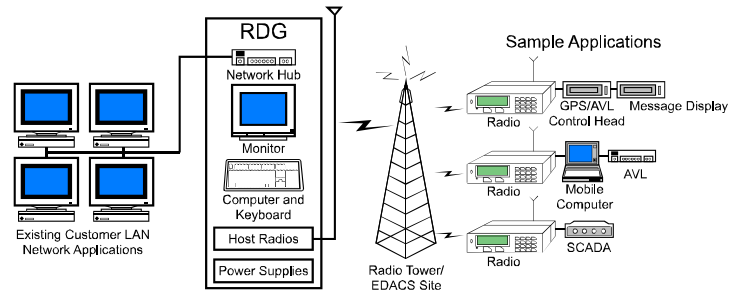 RDG
Network Hub
Monitor
Computer and
Keyboard
Host Radios
Power Supplies
Existing Customer LAN
Network Applications
Radio Tower/
EDACS Site
Sample Applications
Radio
GPS/AVL
Control Head
Message Display
Radio
Mobile
Computer
AVL
Radio
SCADA